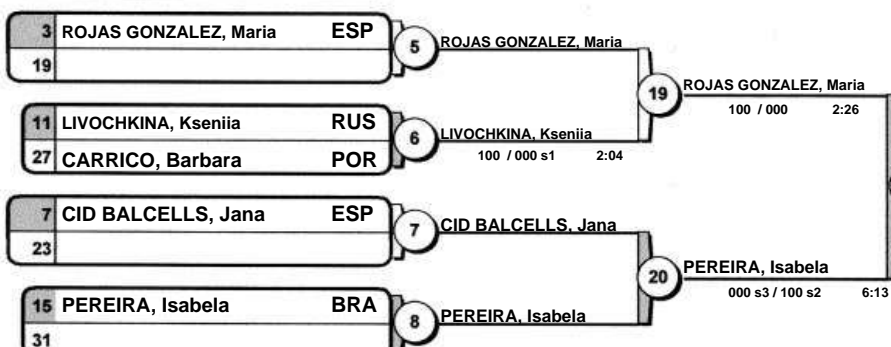 3 ROJAS GONZALEZ, Maria ESP
19
5 ROJAS GONZALEZ, Maria
11 LIVOCHKINA, Kseniia RUS
27 CARRICO, Barbara POR
6 LIVOCHKINA, Kseniia
100 / 000 s1 2:04
19 ROJAS GONZALEZ, Maria
100 / 000 2:26
7 CID BALCELLS, Jana ESP
23
7 CID BALCELLS, Jana
15 PEREIRA, Isabela BRA
31
8 PEREIRA, Isabela
20 PEREIRA, Isabela
000 s3 / 100 s2 6:13